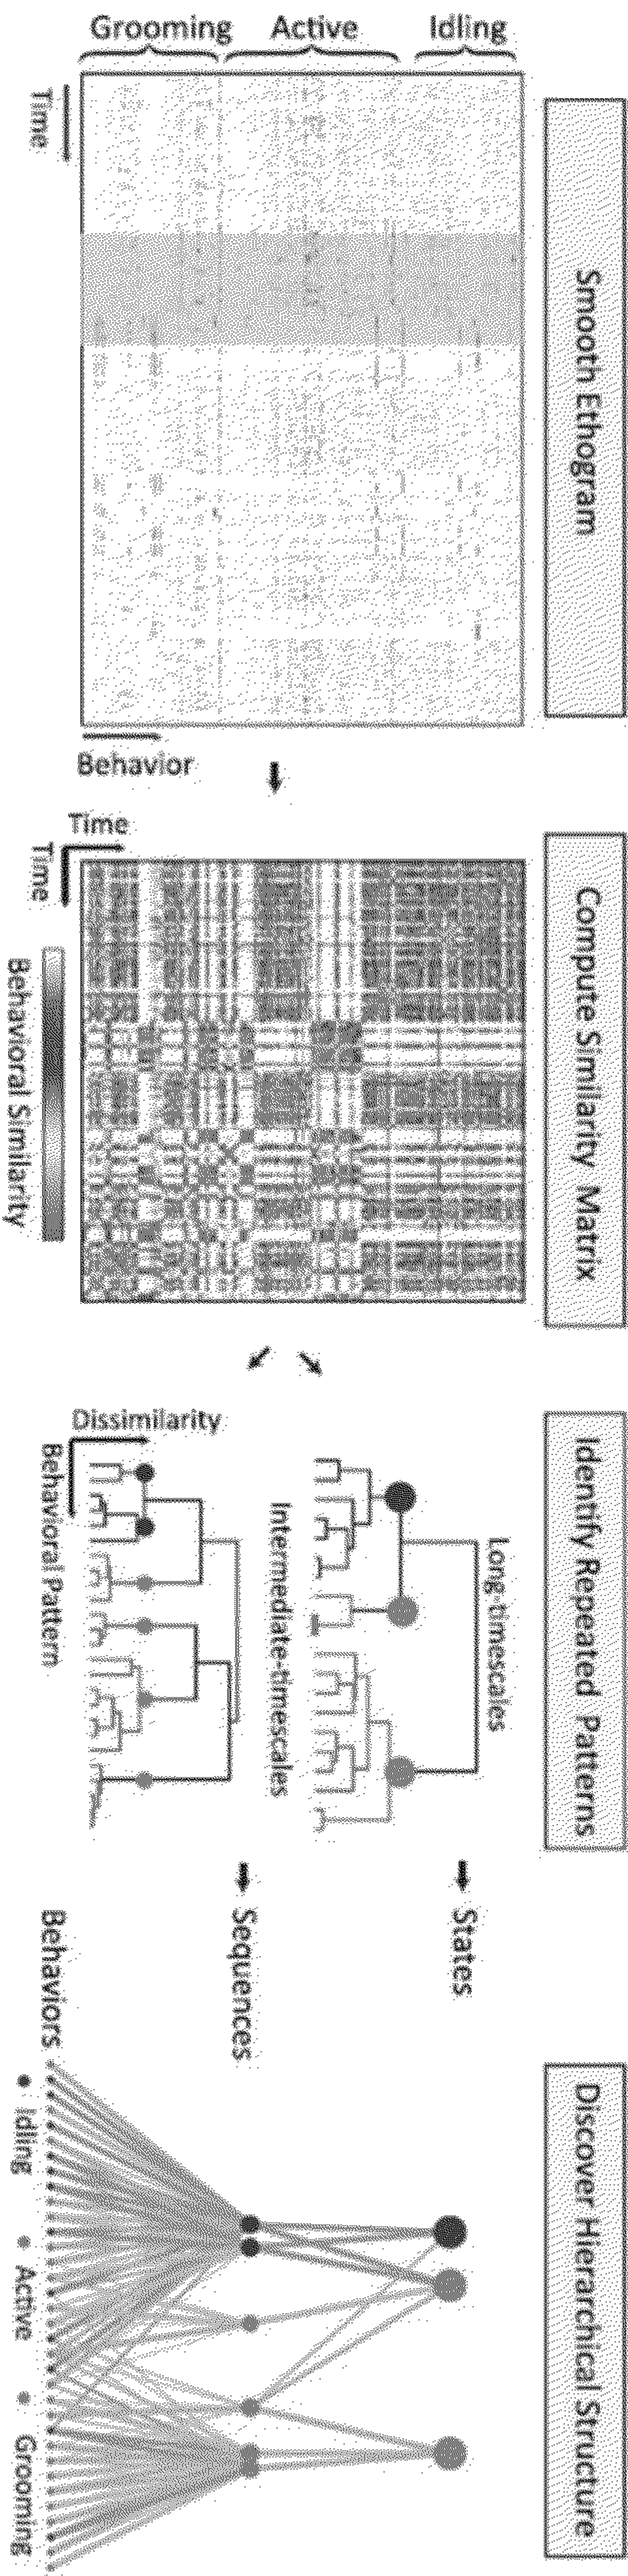 Smooth Ethogram
Idling
Active
Grooming
Time
Behavior
Compute Similarity Matrix
Time
Time
Behavioral Similarity
Identify Repeated Patterns
Long-timescales
Intermediate-timescales
Dissimilarity
Behavioral Pattern
Discover Hierarchical Structure
States
Sequences
Behaviors
Idling
Active
Grooming